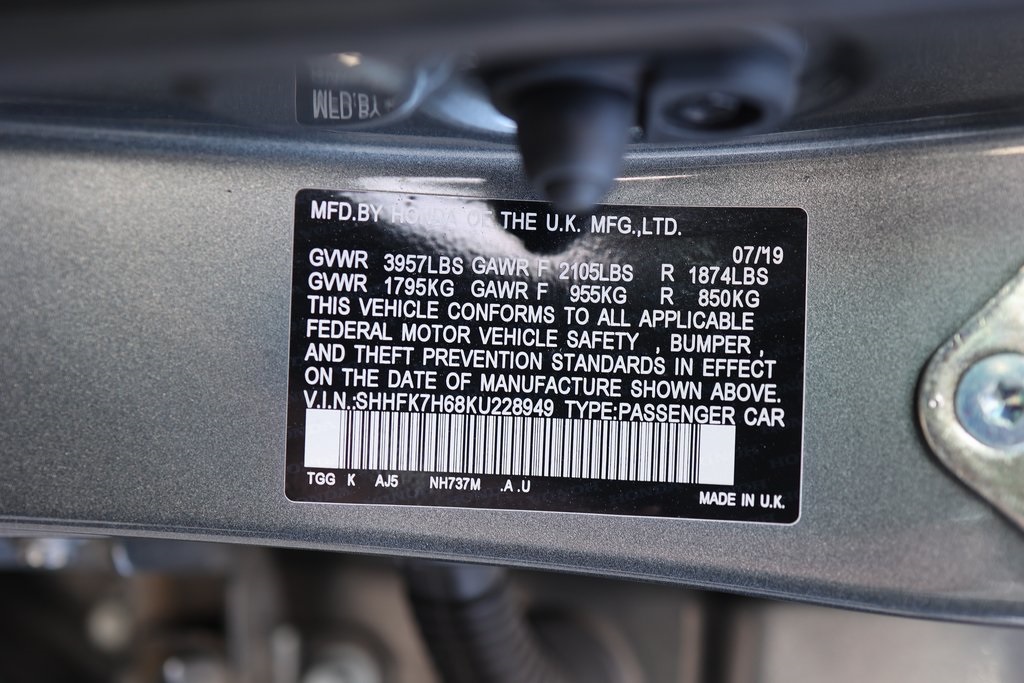 MFD.BY HONDA OF THE U.K. MFG.,LTD.
07/19
GVWR 3957LBS GAWR F 2105LBS R 1874LBS
GVWR 1795KG GAWR F 955KG R 850KG
THIS VEHICLE CONFORMS TO ALL APPLICABLE
FEDERAL MOTOR VEHICLE SAFETY , BUMPER ,
AND THEFT PREVENTION STANDARDS IN EFFECT
ON THE DATE OF MANUFACTURE SHOWN ABOVE.
V.I.N.:SHHFK7H68KU228949 TYPE:PASSENGER CAR
TGG K AJ5 NH737M .A.U
MADE IN U.K.